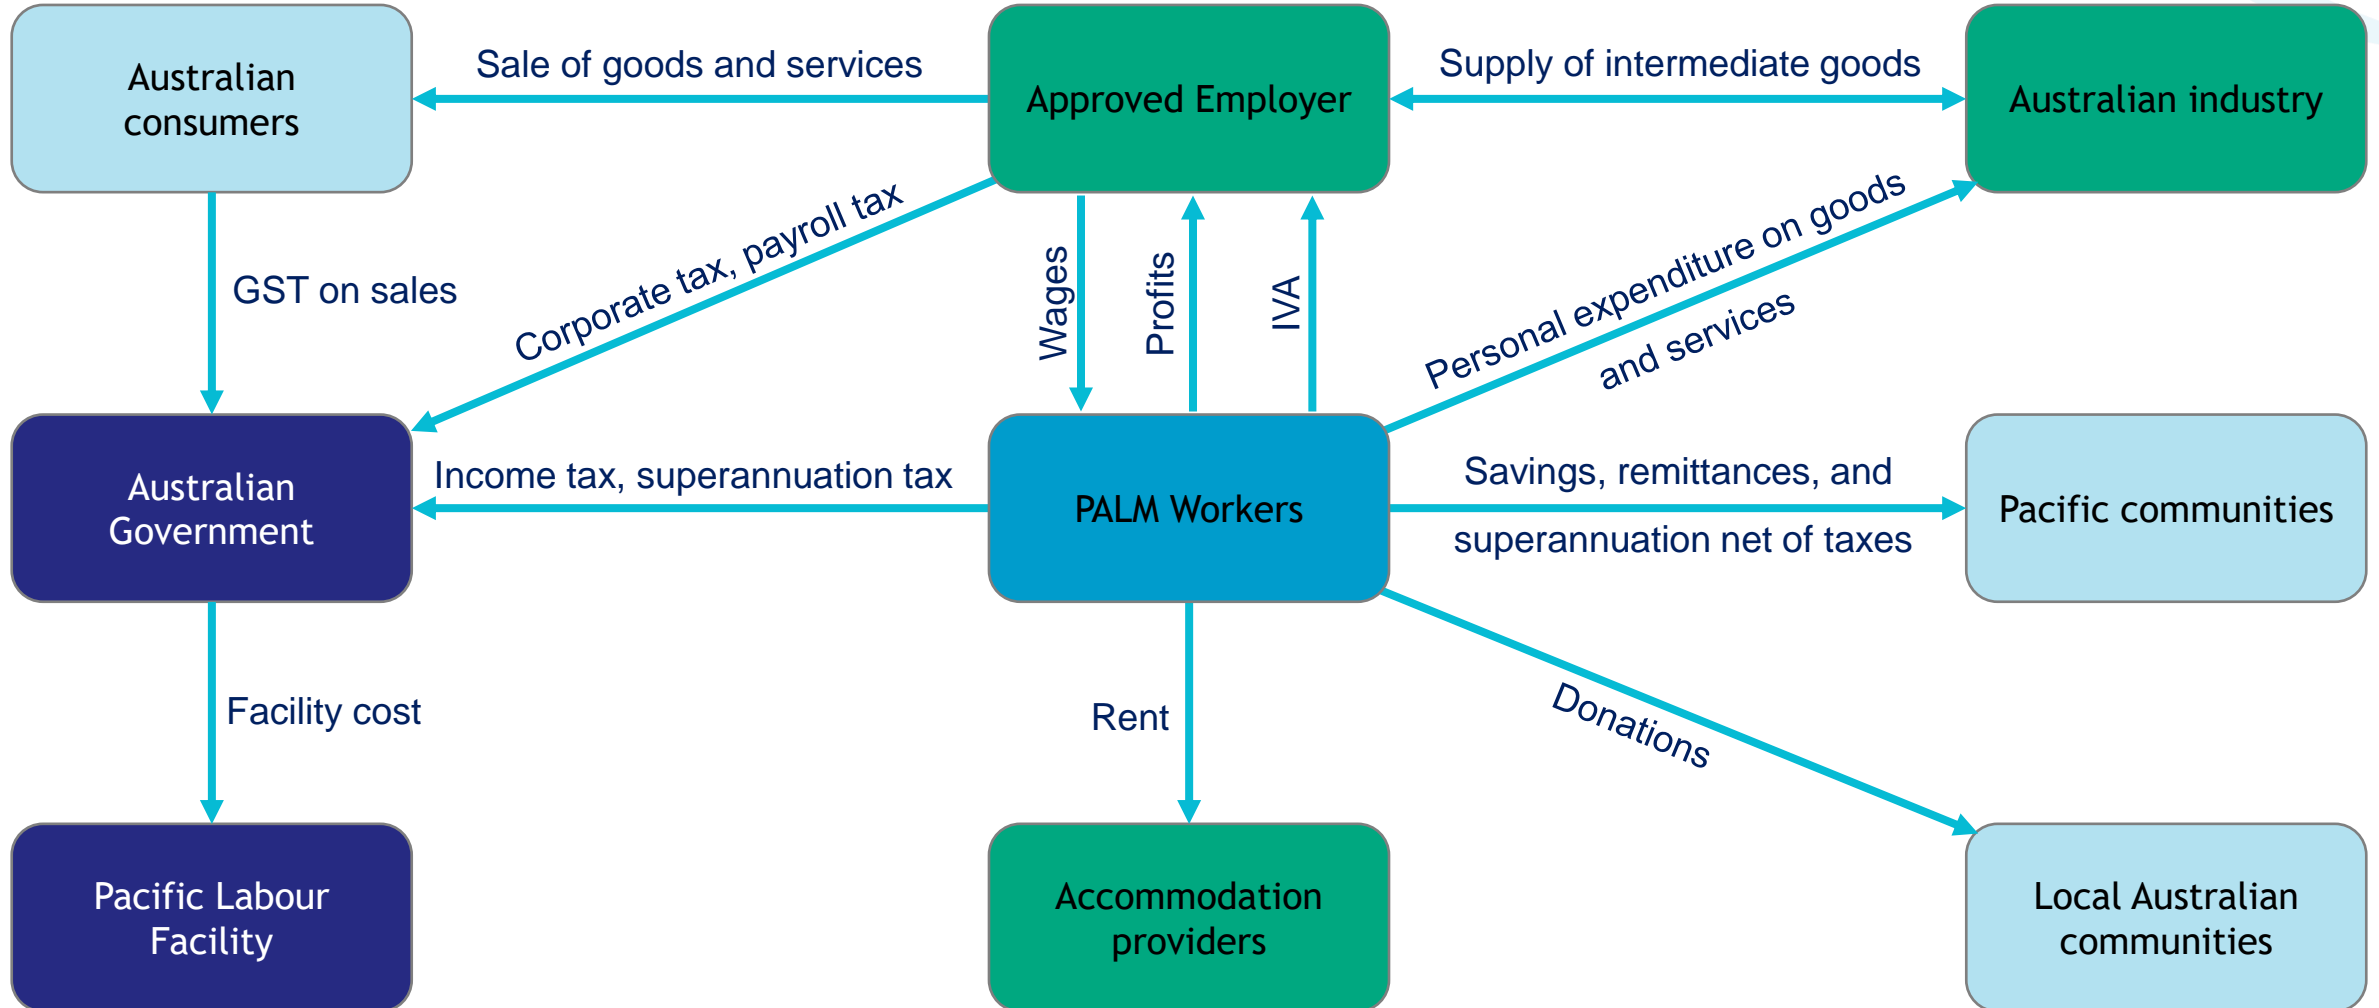 Australian
consumers
Sale of goods and services
Approved Employer
Supply of intermediate goods
Australian industry
GST on sales
Corporate tax, payroll tax
Wages
Profits
IVA
Personal expenditure on goods
and services
Australian
Government
Income tax, superannuation tax
PALM Workers
Savings, remittances, and
superannuation net of taxes
Pacific communities
Facility cost
Rent
Donations
Pacific Labour
Facility
Accommodation
providers
Local Australian
communities